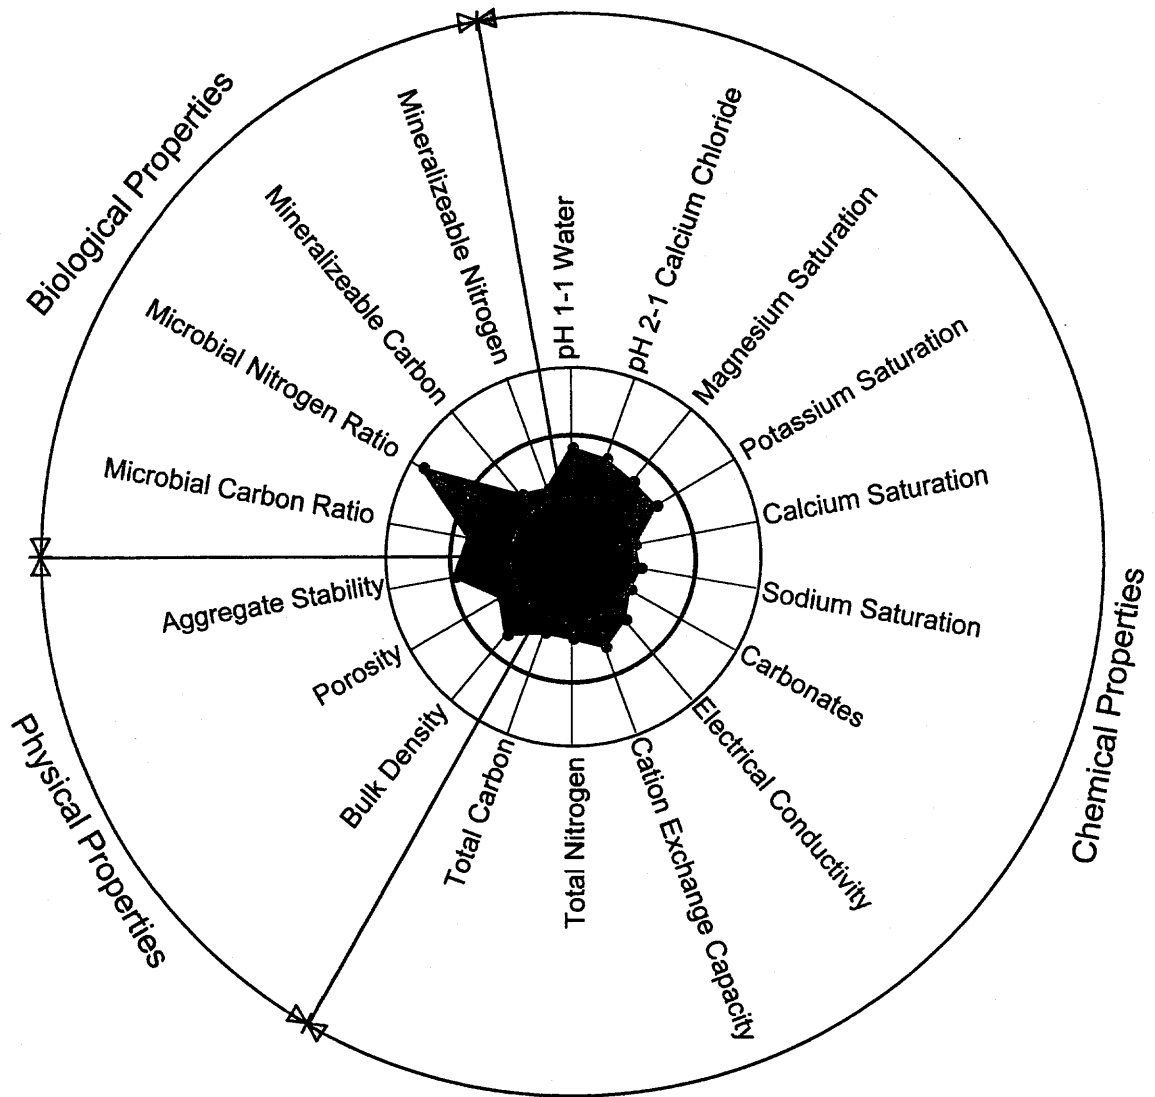 Biological Properties
Mineralizeable Nitrogen
Mineralizeable Carbon
Microbial Nitrogen Ratio
Microbial Carbon Ratio
pH 1-1 Water
pH 2-1 Calcium Chloride
Magnesium Saturation
Potassium Saturation
Calcium Saturation
Sodium Saturation
Carbonates
Electrical Conductivity
Cation Exchange Capacity
Total Nitrogen
Total Carbon
Chemical Properties
Bulk Density
Porosity
Aggregate Stability
Physical Properties